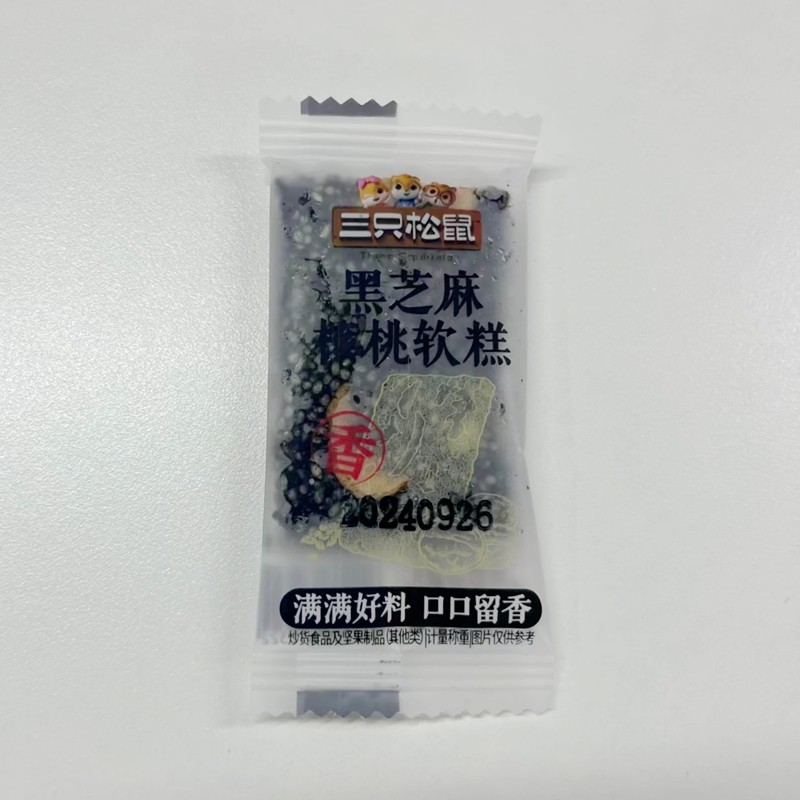 三只松鼠
Three Squirrels
黑芝麻
核桃软糕
香
20240926
满满好料 口口留香
炒货食品及坚果制品(其他类)|计量称重|图片仅供参考